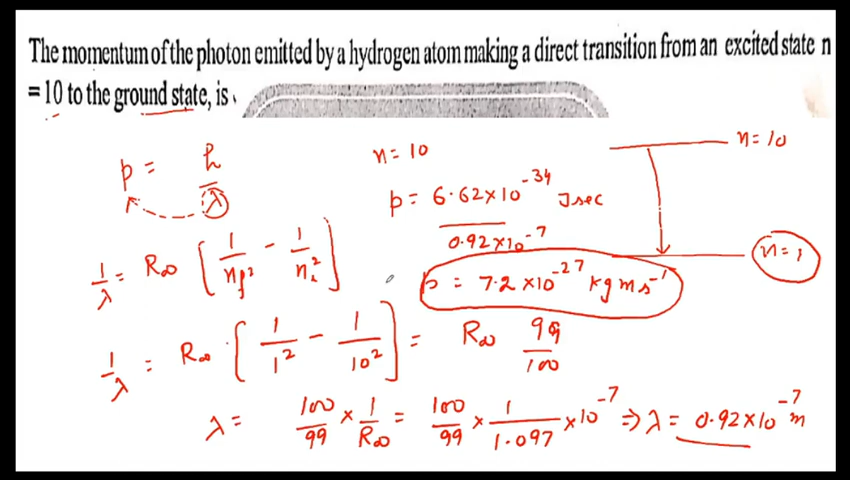 The momentum of the photon emitted by a hydrogen atom making a direct transition from an excited state n
= 10 to the ground state, is
p = h/λ
n = 10
n = 10
p = 6.62×10^-34 Jsec / 0.92×10^-7
n = 1
p = 7.2×10^-27 kg m s^-1
1/λ = R∞ [1/n_f² - 1/n_i²]
1/λ = R∞ [1/1² - 1/10²] = R∞ 99/100
λ = 100/99 × 1/R∞ = 100/99 × 1/1.097 × 10^-7 ⇒ λ = 0.92×10^-7 m